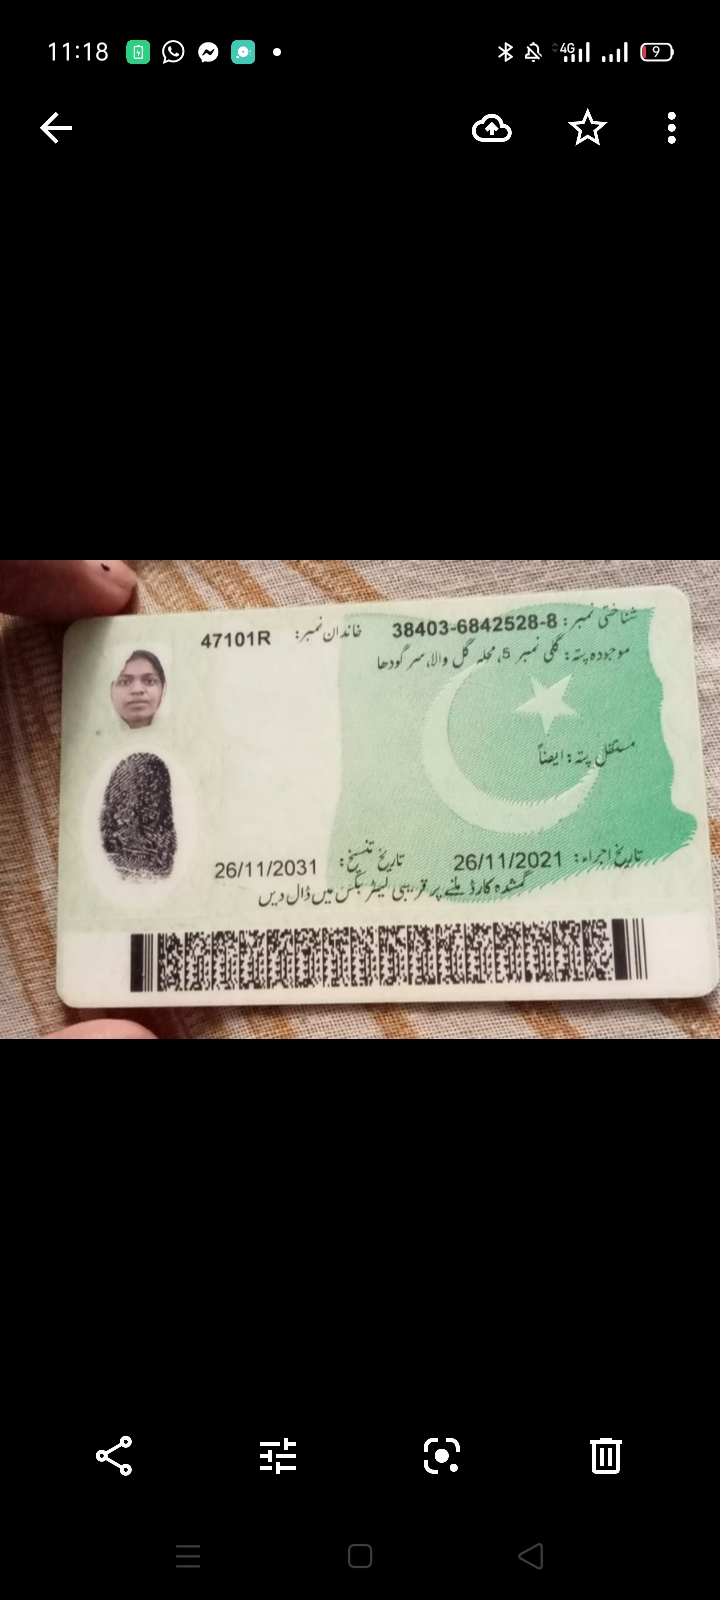 11:18
4G
9
شناختی نمبر: 38403-6842528-8 خاندان نمبر: 47101R
موجودہ پتہ: گلی نمبر 5، محلہ گل والا، سرگودھا
مستقل پتہ: ایضاً
تاریخ اجراء: 26/11/2021 تاریخ تنسیخ: 26/11/2031
گمشدہ کارڈ ملنے پر قریبی لیٹر بکس میں ڈال دیں